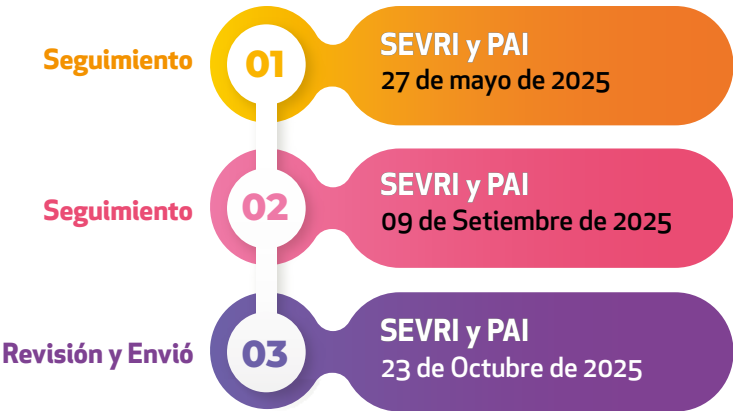 Seguimiento
01
SEVRI y PAI
27 de mayo de 2025
Seguimiento
02
SEVRI y PAI
09 de Setiembre de 2025
Revisión y Envió
03
SEVRI y PAI
23 de Octubre de 2025